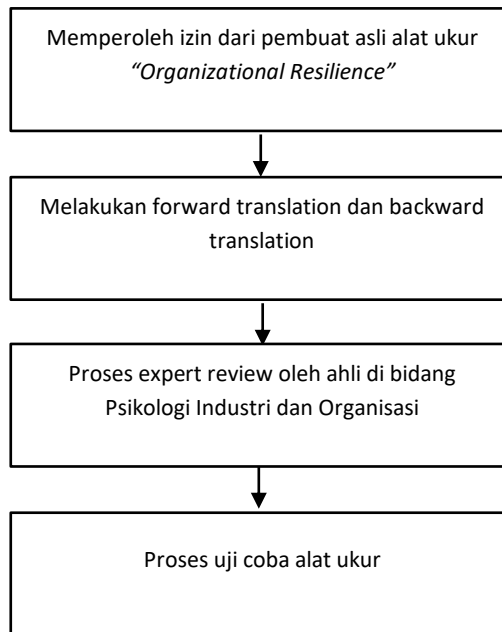 Memperoleh izin dari pembuat asli alat ukur
“Organizational Resilience”
Melakukan forward translation dan backward
translation
Proses expert review oleh ahli di bidang
Psikologi Industri dan Organisasi
Proses uji coba alat ukur